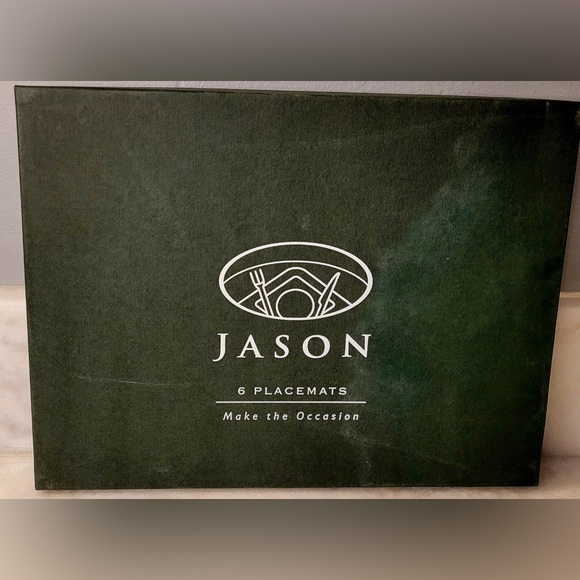 JASON
6 PLACEMATS
Make the Occasion